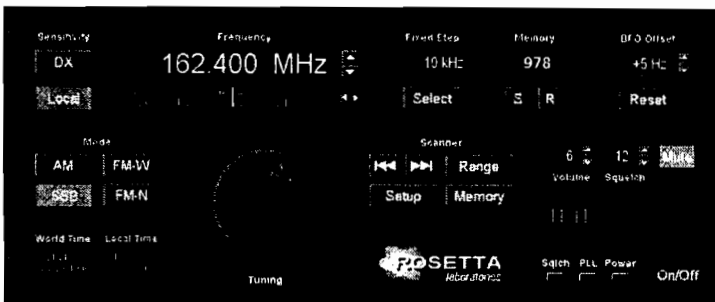 Sensitivity Frequency Fixed Step Memory BFO Offset
DX 162.400 MHz 10 kHz 978 +5 Hz
Local Select S R Reset
Mode Scanner
AM FM-W Range 6 12 Mute
Volume Squelch
SSB FM-N Setup Memory
World Time Local Time
ROSETTA
laboratories
Sqlch PLL Power
On/Off
Tuning